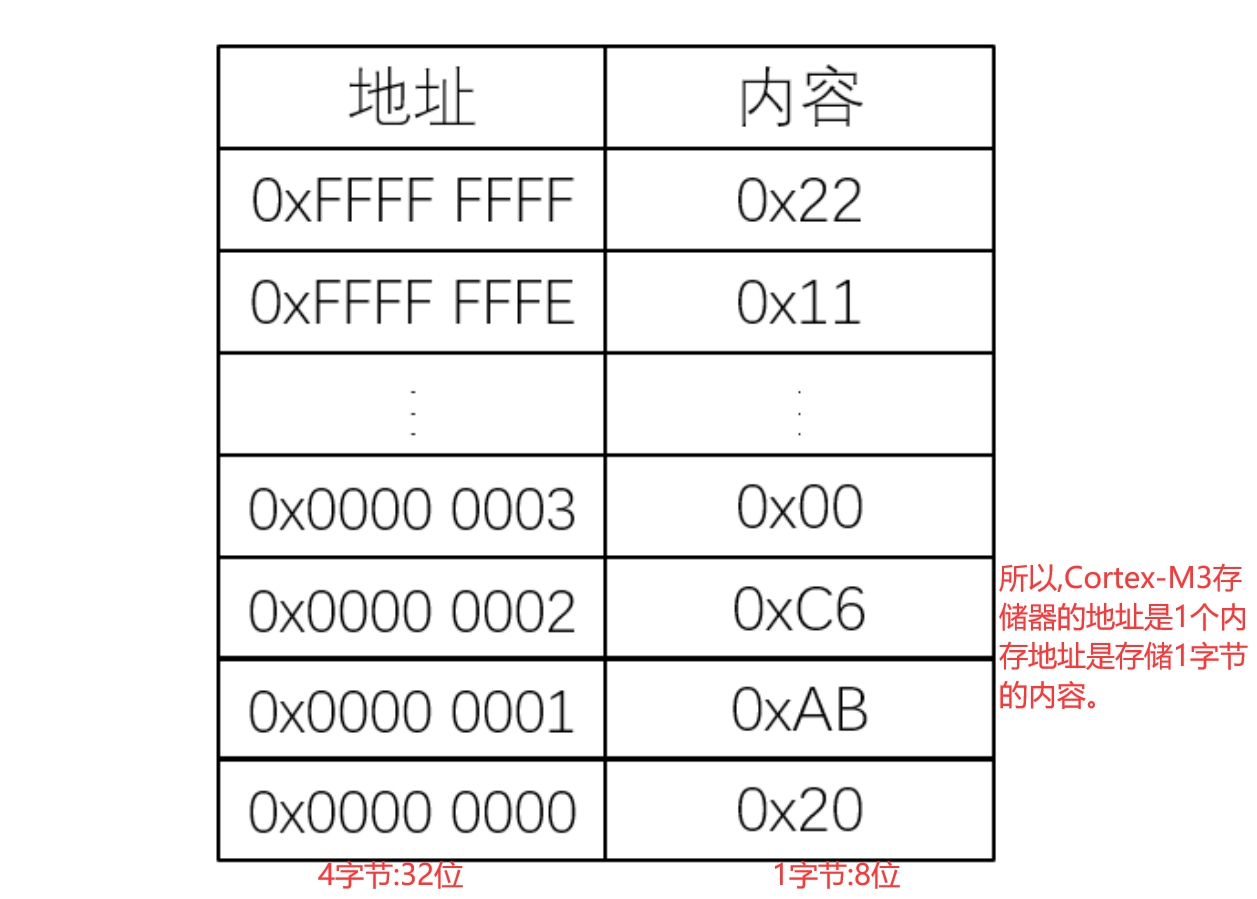 地址 内容
0xFFFF FFFF 0x22
0xFFFF FFFE 0x11
0x0000 0003 0x00
0x0000 0002 0xC6
0x0000 0001 0xAB
0x0000 0000 0x20
所以,Cortex-M3存
储器的地址是1个内
存地址是存储1字节
的内容。
4字节:32位 1字节:8位